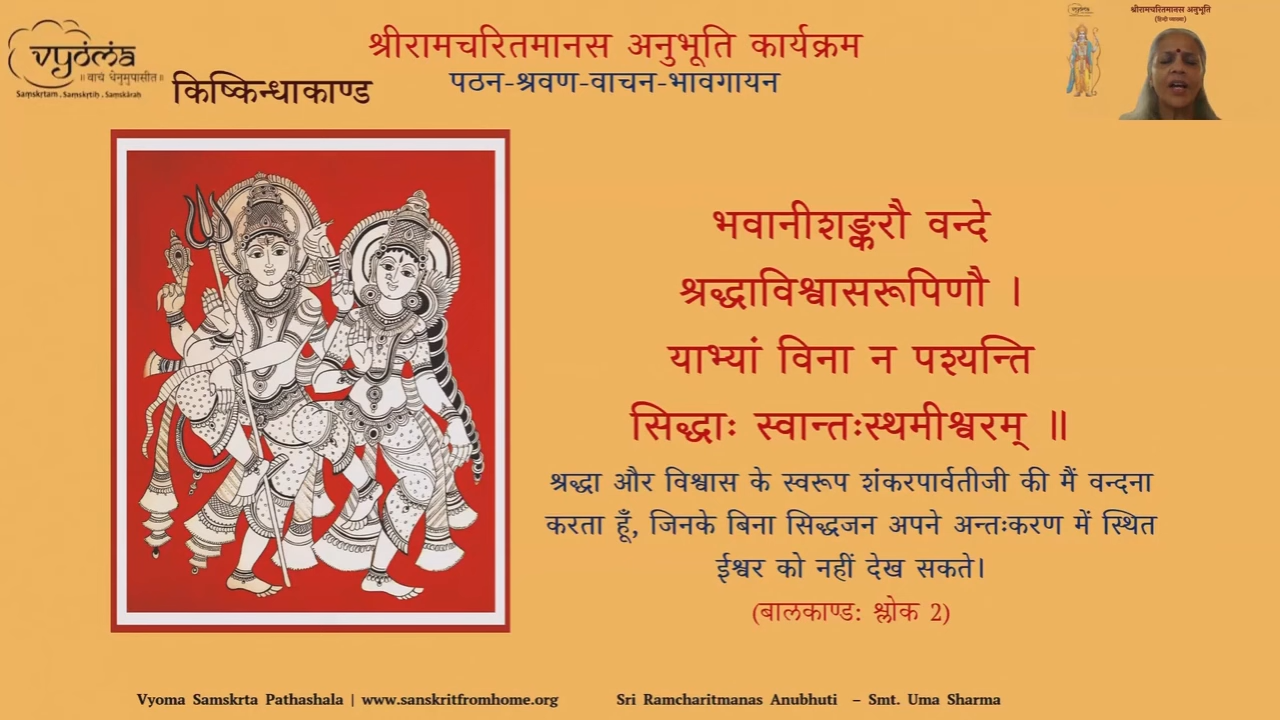 vyoma
॥ वाचं धेनुमुपासीत ॥
Saṃskṛtam . Saṃskṛtiḥ . Saṃskāraḥ
श्रीरामचरितमानस अनुभूति कार्यक्रम
पठन-श्रवण-वाचन-भावगायन
किष्किन्धाकाण्ड
श्रीरामचरितमानस अनुभूति
(हिन्दी व्याख्या)
भवानीशङ्करौ वन्दे
श्रद्धाविश्वासरूपिणौ ।
याभ्यां विना न पश्यन्ति
सिद्धाः स्वान्तःस्थमीश्वरम् ॥
श्रद्धा और विश्वास के स्वरूप शंकरपार्वतीजी की मैं वन्दना
करता हूँ, जिनके बिना सिद्धजन अपने अन्तःकरण में स्थित
ईश्वर को नहीं देख सकते।
(बालकाण्ड: श्लोक 2)
Vyoma Samskrta Pathashala | www.sanskritfromhome.org
Sri Ramcharitmanas Anubhuti – Smt. Uma Sharma